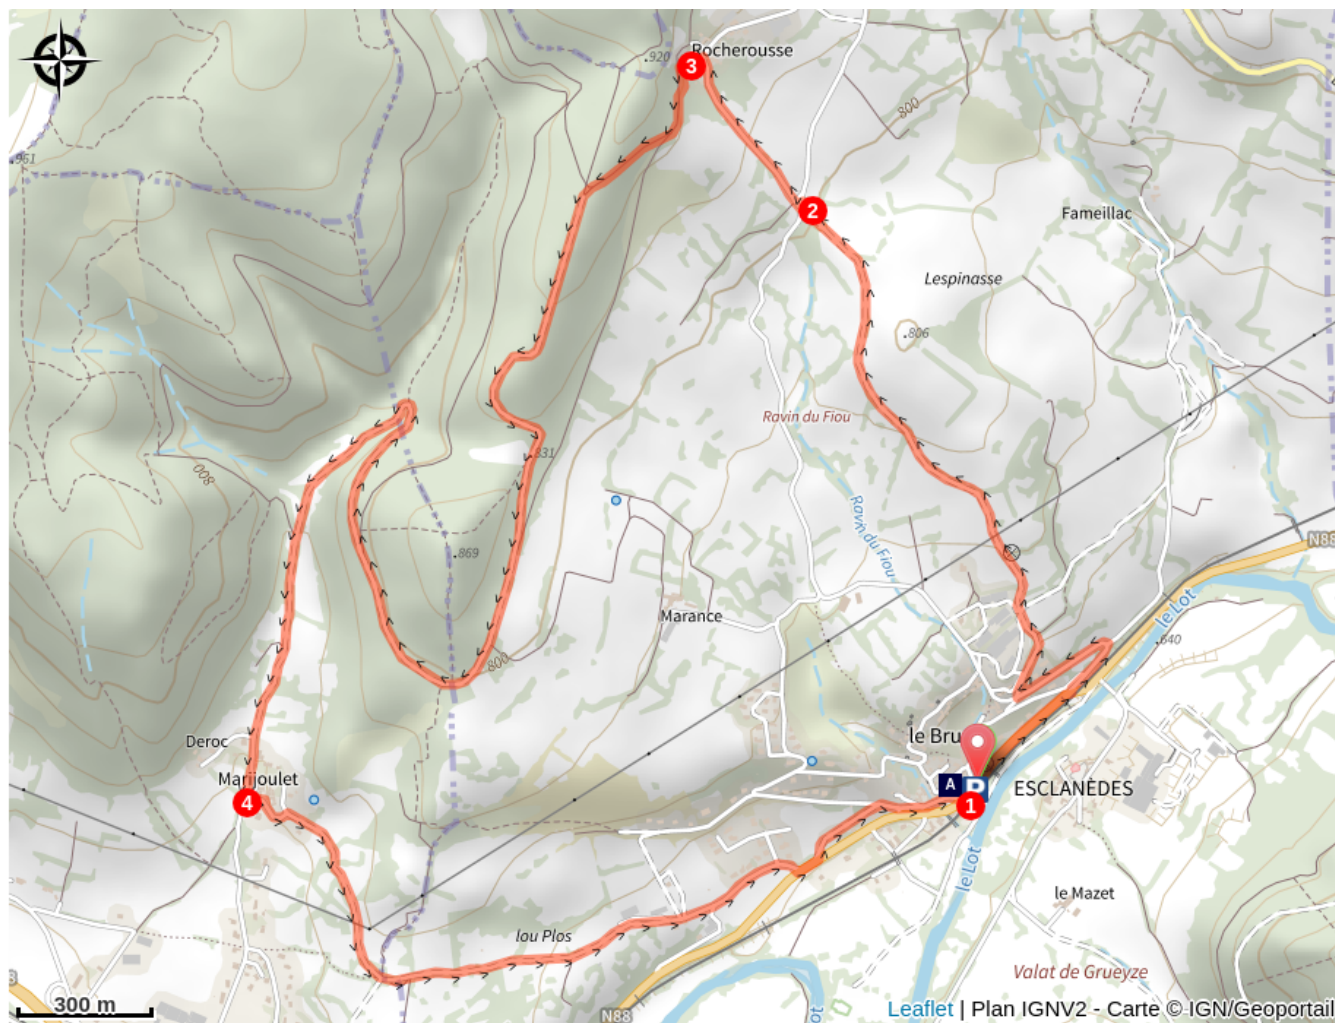 Rocherousse
.920
3
800
.961
Fameillac
2
Lespinasse
.806
Ravin du Fiou
.831
800
Ravin du Fiou
N88
.869
Marance
le Lot
.640
800
Deroc
le Bru
Marijoulet
A
P
ESCLANÈDES
4
1
le Lot
le Mazet
lou Plos
Valat de Grueyze
300 m
N88
Leaflet | Plan IGNV2 - Carte © IGN/Geoportail